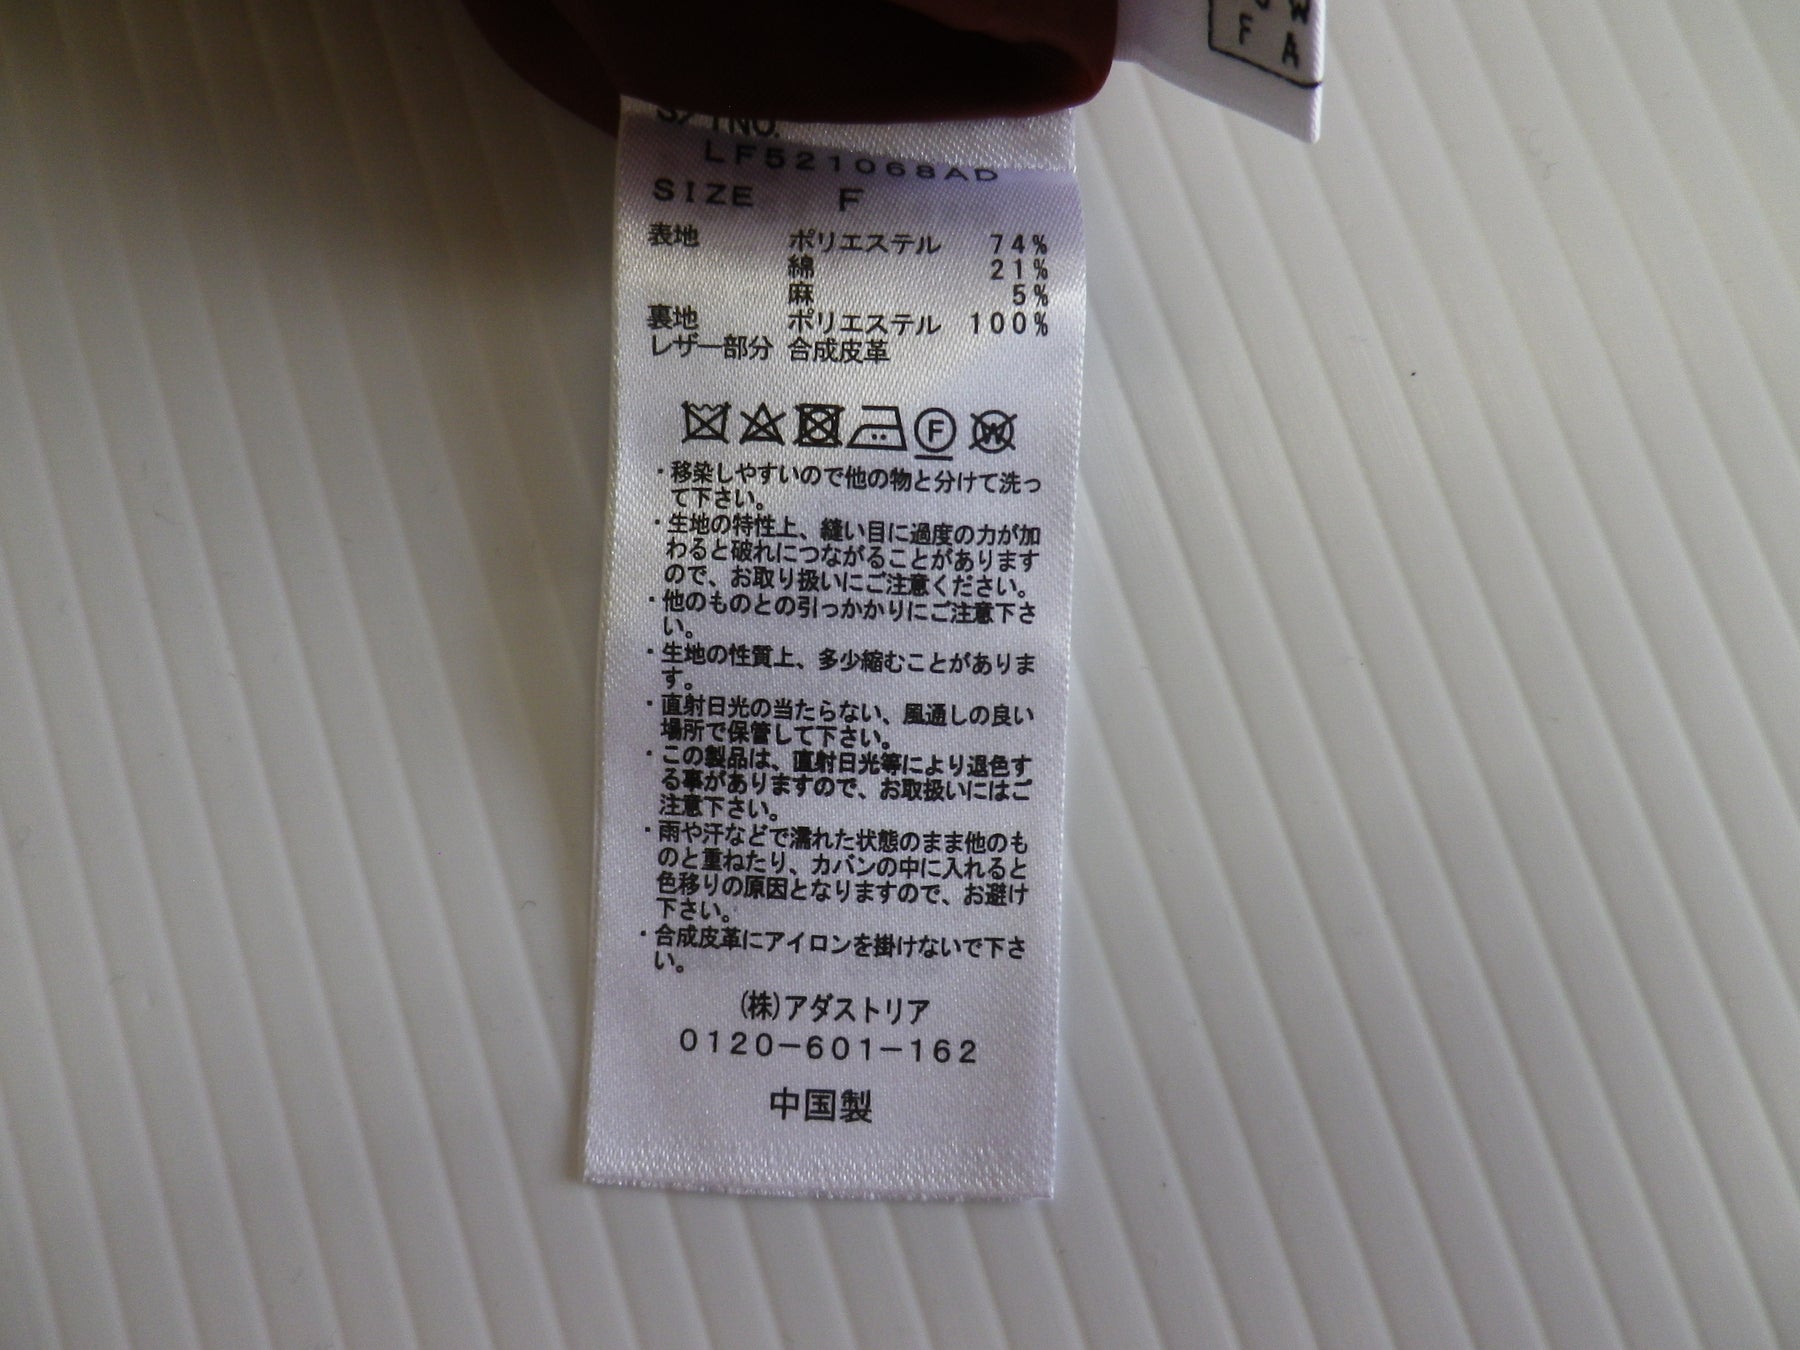 W
F A
S/TNO.
LF521068AD
SIZE F
表地 ポリエステル 74%
綿 21%
麻 5%
裏地 ポリエステル 100%
レザー部分 合成皮革
F W
・移染しやすいので他の物と分けて洗っ
て下さい。
・生地の特性上、縫い目に過度の力が加
わると破れにつながることがあります
ので、お取り扱いにご注意ください。
・他のものとの引っかかりにご注意下さ
い。
・生地の性質上、多少縮むことがありま
す。
・直射日光の当たらない、風通しの良い
場所で保管して下さい。
・この製品は、直射日光等により退色す
る事がありますので、お取扱いにはご
注意下さい。
・雨や汗などで濡れた状態のまま他のも
のと重ねたり、カバンの中に入れると
色移りの原因となりますので、お避け
下さい。
・合成皮革にアイロンを掛けないで下さ
い。
(株)アダストリア
0120-601-162
中国製